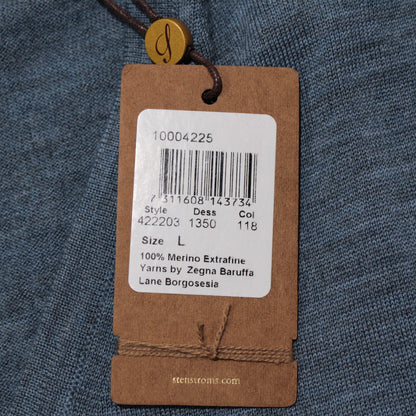 10004225
7 311608 143734
Style Dess Col
422203 1350 118
Size L
100% Merino Extrafine
Yarns by Zegna Baruffa
Lane Borgosesia
stenstroms.com